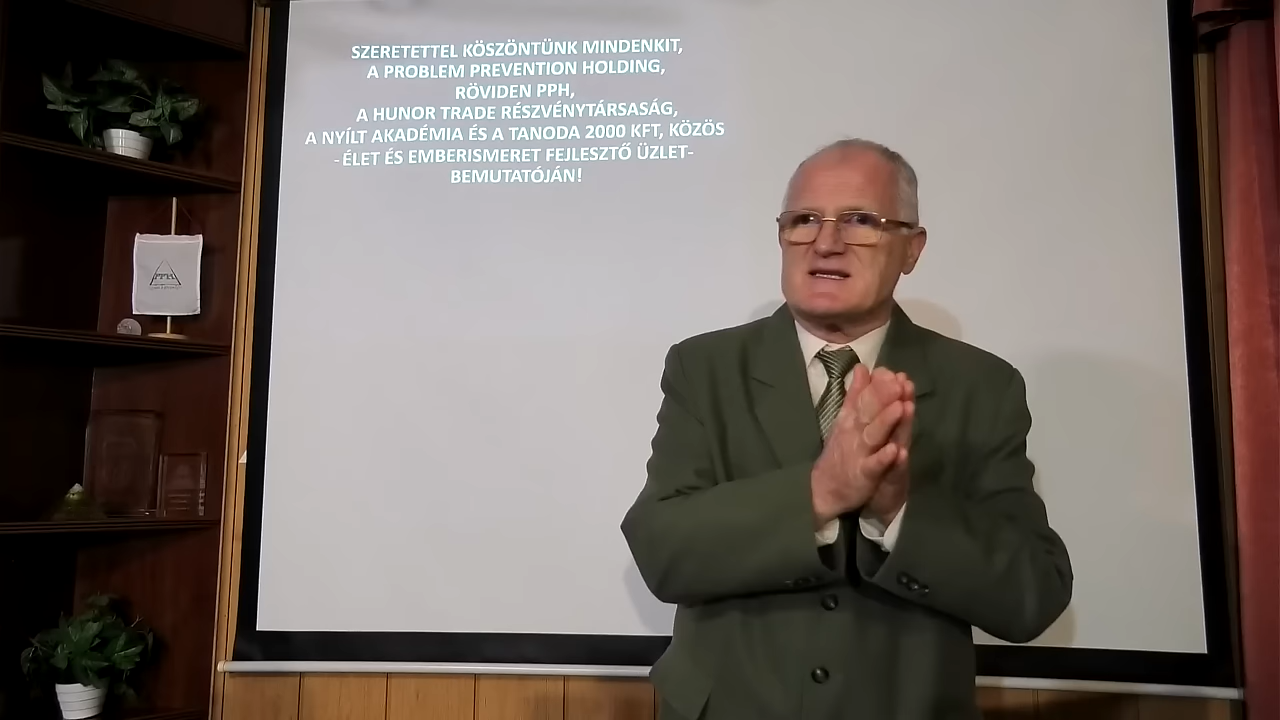 SZERETETTEL KÖSZÖNTÜNK MINDENKIT,
A PROBLEM PREVENTION HOLDING,
RÖVIDEN PPH,
A HUNOR TRADE RÉSZVÉNYTÁRSASÁG,
A NYÍLT AKADÉMIA ÉS A TANODA 2000 KFT, KÖZÖS
- ÉLET ÉS EMBERISMERET FEJLESZTŐ ÜZLET-
BEMUTATÓJÁN!